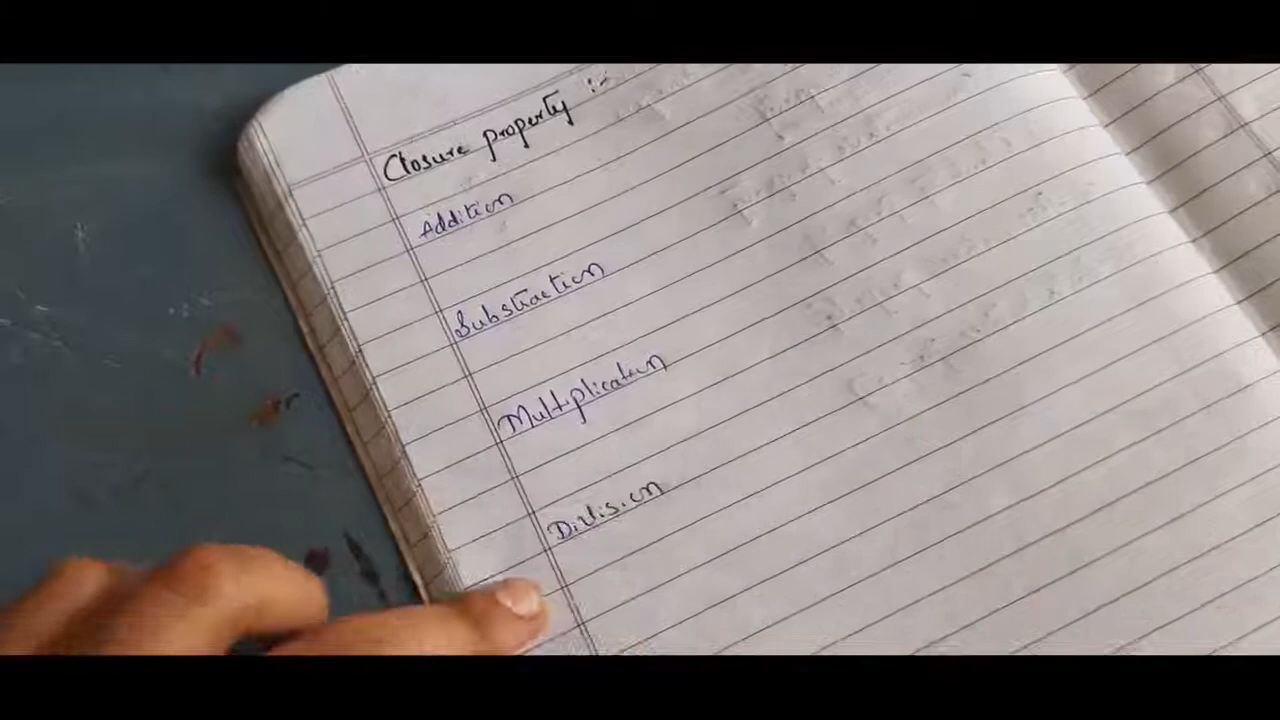 Closure property :-
Addition
Substraction
Multiplication
Division